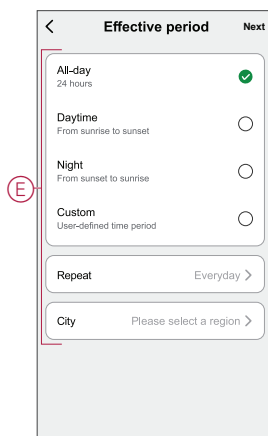 Effective period Next
All-day
24 hours
Daytime
From sunrise to sunset
Night
From sunset to sunrise
E
Custom
User-defined time period
Repeat Everyday
City Please select a region